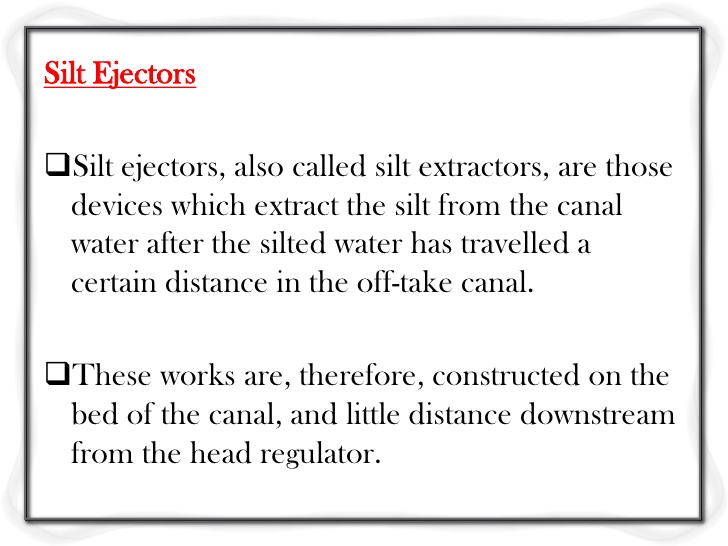 Silt Ejectors
❑Silt ejectors, also called silt extractors, are those
devices which extract the silt from the canal
water after the silted water has travelled a
certain distance in the off-take canal.
❑These works are, therefore, constructed on the
bed of the canal, and little distance downstream
from the head regulator.